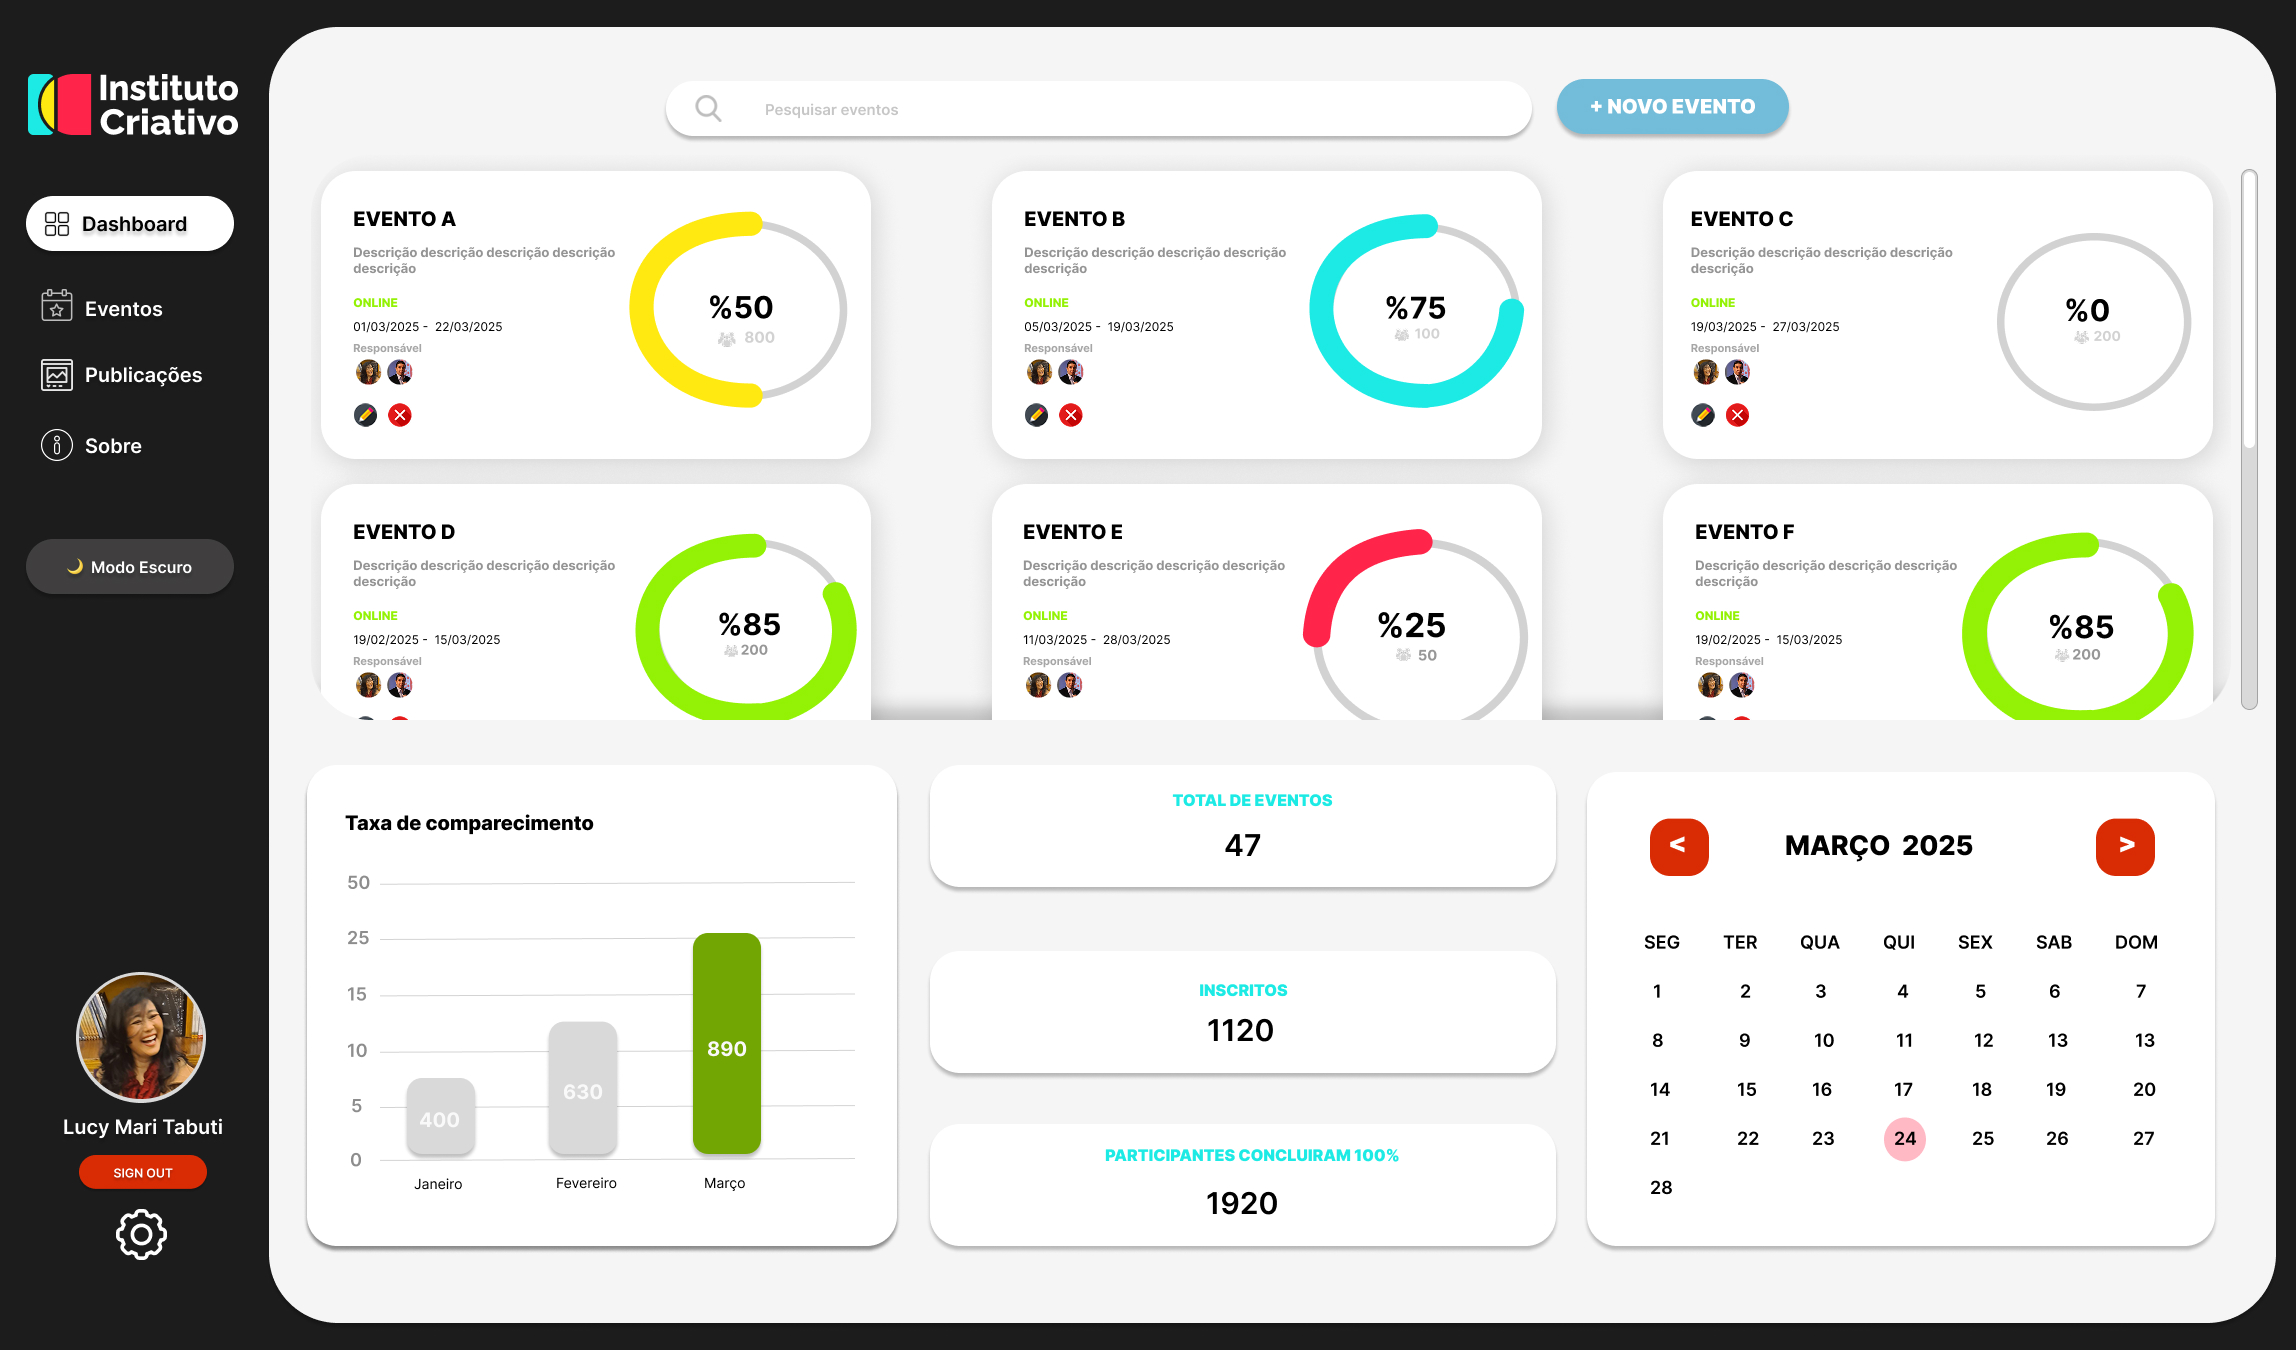 Instituto
Criativo
Dashboard
Eventos
Publicações
Sobre
Modo Escuro
Lucy Mari Tabuti
SIGN OUT
Pesquisar eventos
+ NOVO EVENTO
EVENTO A
Descrição descrição descrição descrição
descrição
ONLINE
01/03/2025 - 22/03/2025
Responsável
%50
800
EVENTO B
Descrição descrição descrição descrição
descrição
ONLINE
05/03/2025 - 19/03/2025
Responsável
%75
100
EVENTO C
Descrição descrição descrição descrição
descrição
ONLINE
19/03/2025 - 27/03/2025
Responsável
%0
200
EVENTO D
Descrição descrição descrição descrição
descrição
ONLINE
19/02/2025 - 15/03/2025
Responsável
%85
200
EVENTO E
Descrição descrição descrição descrição
descrição
ONLINE
11/03/2025 - 28/03/2025
Responsável
%25
50
EVENTO F
Descrição descrição descrição descrição
descrição
ONLINE
19/02/2025 - 15/03/2025
Responsável
%85
200
Taxa de comparecimento
50
25
15
10
5
0
400
630
890
Janeiro Fevereiro Março
TOTAL DE EVENTOS
47
INSCRITOS
1120
PARTICIPANTES CONCLUIRAM 100%
1920
< MARÇO 2025 >
SEG TER QUA QUI SEX SAB DOM
1 2 3 4 5 6 7
8 9 10 11 12 13 13
14 15 16 17 18 19 20
21 22 23 24 25 26 27
28